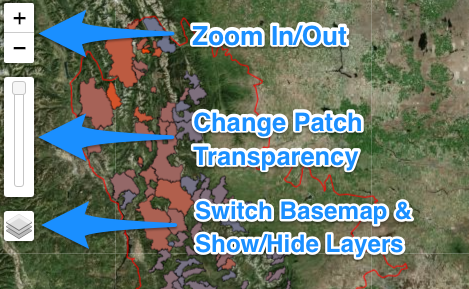 +
−
Zoom In/Out
Change Patch
Transparency
Switch Basemap &
Show/Hide Layers